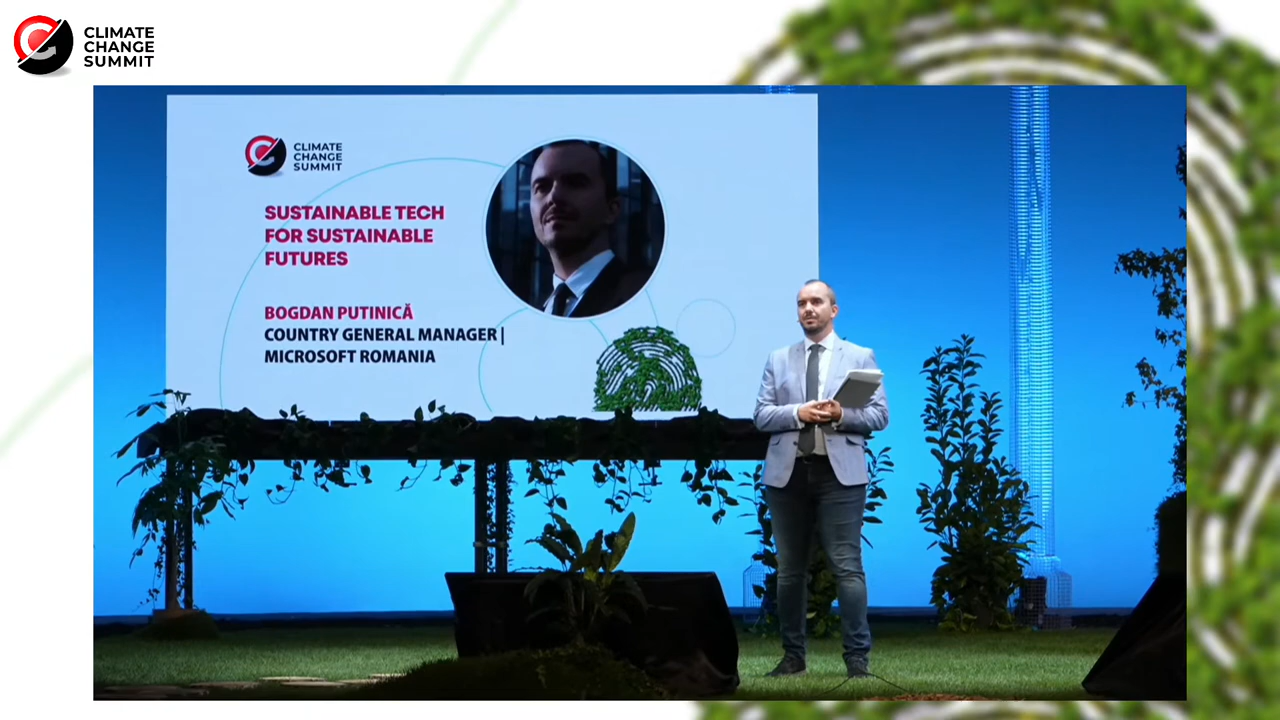 CLIMATE
CHANGE
SUMMIT
CLIMATE
CHANGE
SUMMIT
SUSTAINABLE TECH
FOR SUSTAINABLE
FUTURES
BOGDAN PUTINICĂ
COUNTRY GENERAL MANAGER |
MICROSOFT ROMANIA